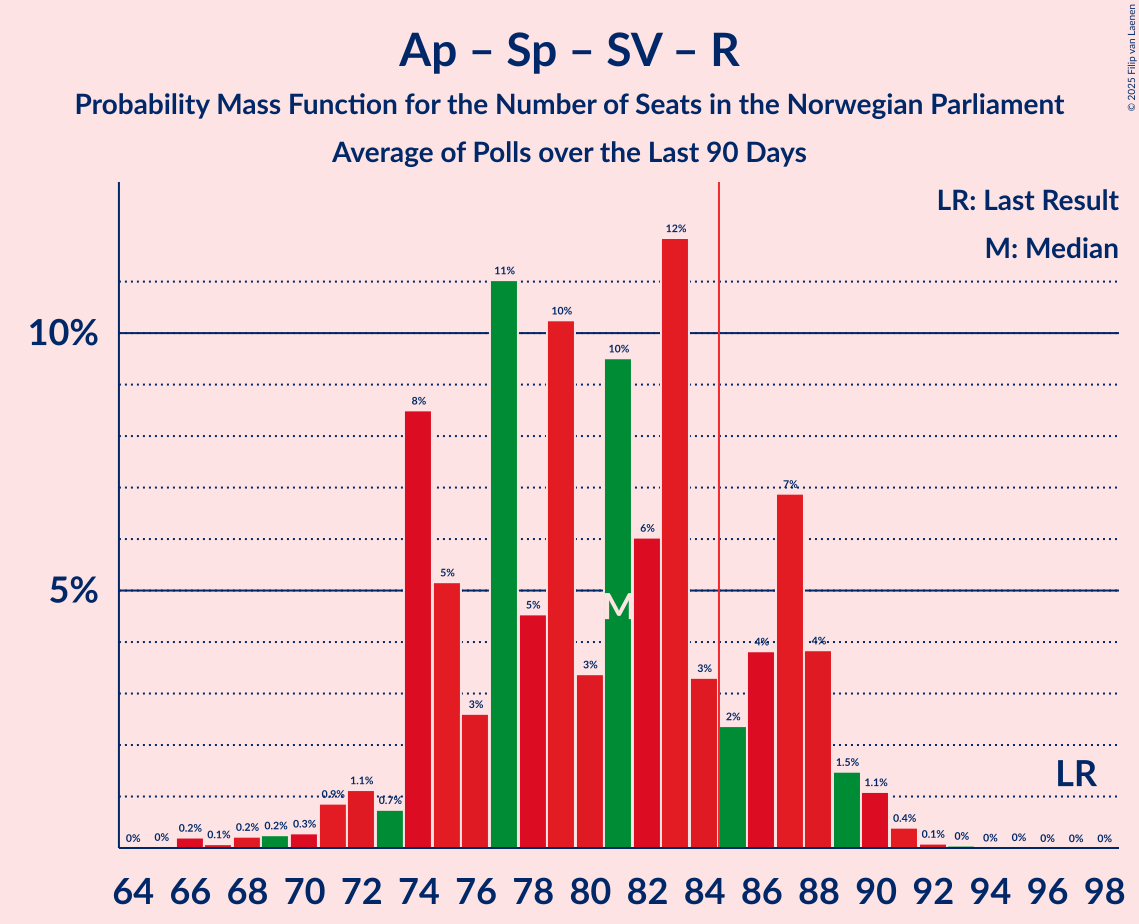 Ap – Sp – SV – R
Probability Mass Function for the Number of Seats in the Norwegian Parliament
Average of Polls over the Last 90 Days
© 2025 Filip van Laenen
LR: Last Result
M: Median
10%
5%
0% 0% 0.2% 0.1% 0.2% 0.2% 0.3% 0.9% 1.1% 0.7% 8% 5% 3% 11% 5% 10% 3% 10% 6% 12% 3% 2% 4% 7% 4% 1.5% 1.1% 0.4% 0.1% 0% 0% 0% 0% 0% 0%
M
LR
64 66 68 70 72 74 76 78 80 82 84 86 88 90 92 94 96 98